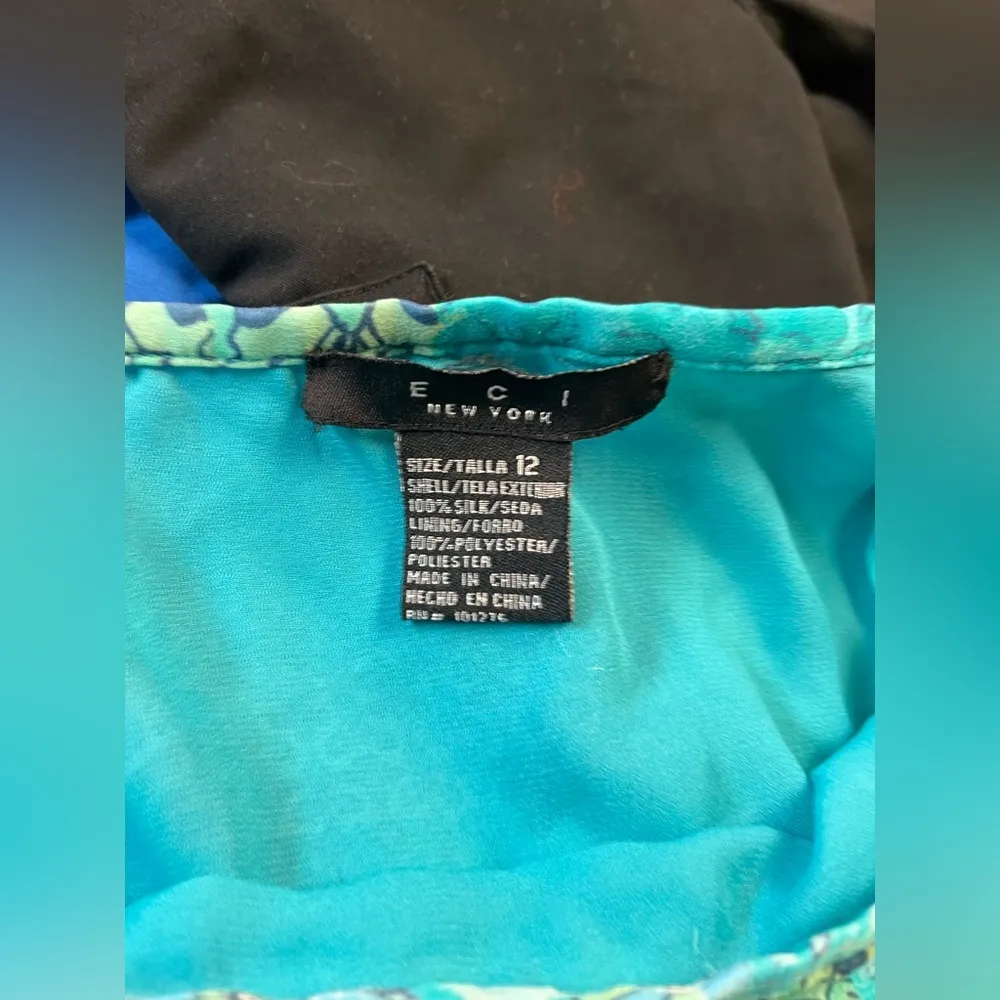 E C I
NEW YORK
SIZE/TALLA 12
SHELL/TELA
100% SILK/SEDA
LINING/FORRO
100%-POLYESTER/
POLIESTER
MADE IN CHINA/
HECHO EN CHINA